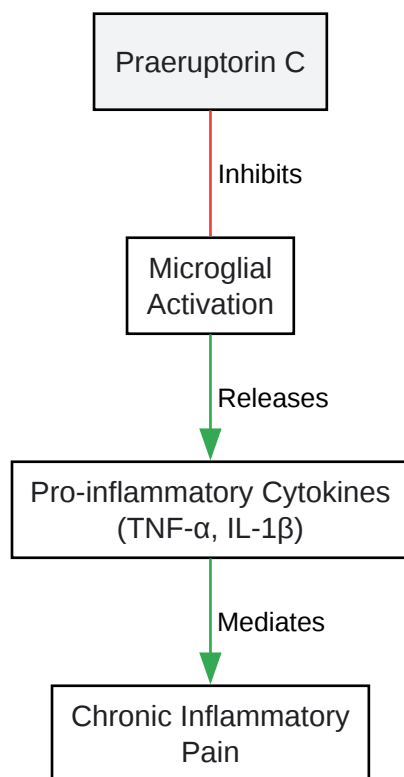 Praeruptorin C
Inhibits
Microglial
Activation
Releases
Pro-inflammatory Cytokines
(TNF-α, IL-1β)
Mediates
Chronic Inflammatory
Pain